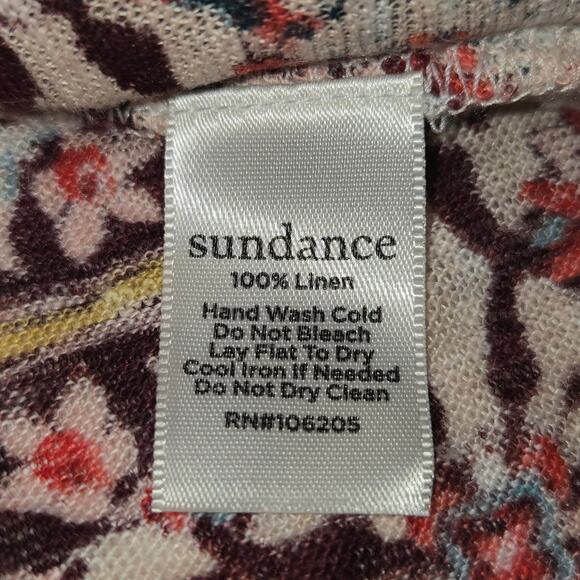 sundance
100% Linen
Hand Wash Cold
Do Not Bleach
Lay Flat To Dry
Cool Iron If Needed
Do Not Dry Clean
RN#106205